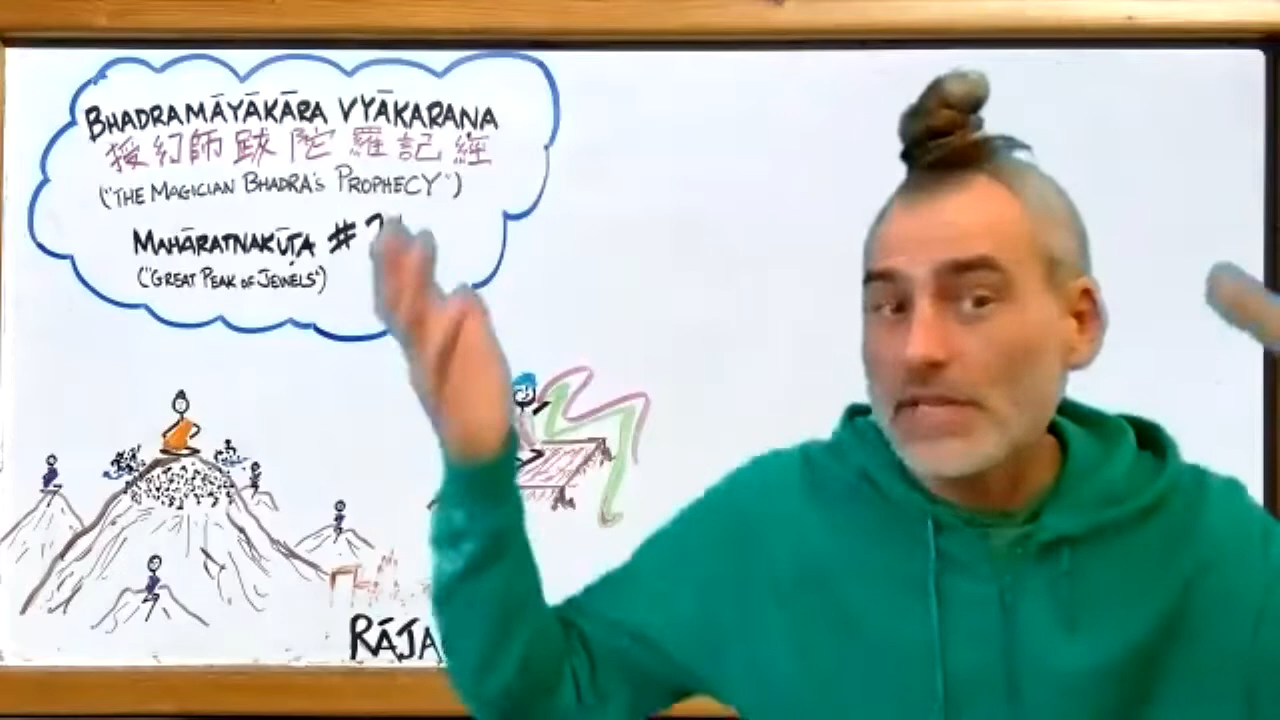 BHADRAMĀYĀKĀRA VYĀKARANA
授幻師跋陀羅記經
("THE MAGICIAN BHADRA'S PROPHECY")
MAHĀRATNAKŪṬA #
("GREAT PEAK OF JEWELS")
RĀJA